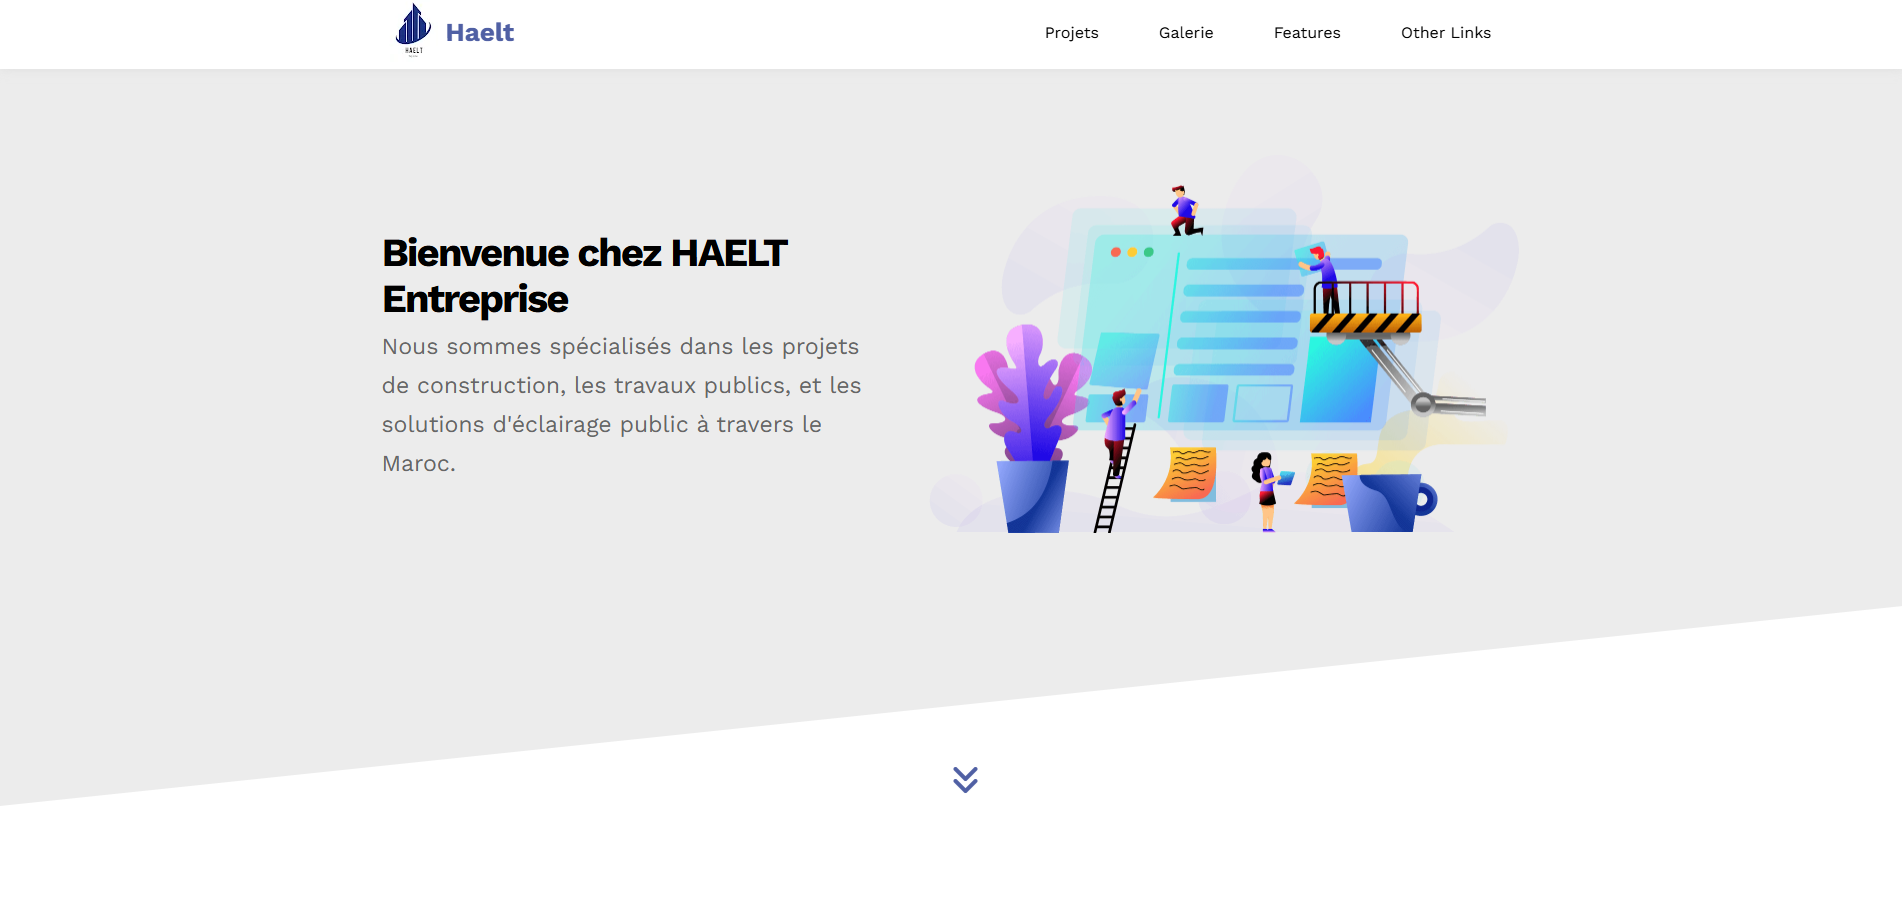 HAELT
Haelt
Projets
Galerie
Features
Other Links
Bienvenue chez HAELT
Entreprise
Nous sommes spécialisés dans les projets
de construction, les travaux publics, et les
solutions d'éclairage public à travers le
Maroc.